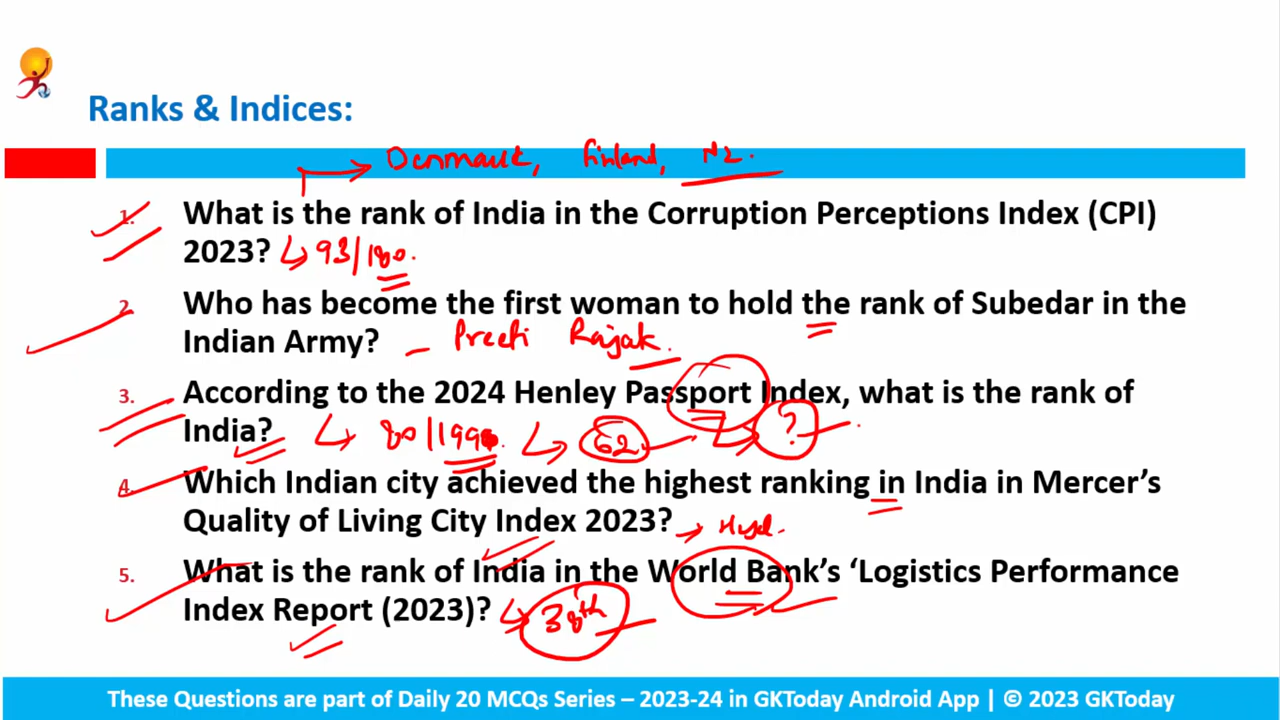 Ranks & Indices:
Denmark, Finland, NZ.
1. What is the rank of India in the Corruption Perceptions Index (CPI)
2023? 93/180.
2. Who has become the first woman to hold the rank of Subedar in the
Indian Army? – Preeti Rajak.
3. According to the 2024 Henley Passport Index, what is the rank of
India? 80/199 62 ?
4. Which Indian city achieved the highest ranking in India in Mercer’s
Quality of Living City Index 2023? → Hyd.
5. What is the rank of India in the World Bank’s ‘Logistics Performance
Index Report (2023)? 38th
These Questions are part of Daily 20 MCQs Series – 2023-24 in GKToday Android App | © 2023 GKToday